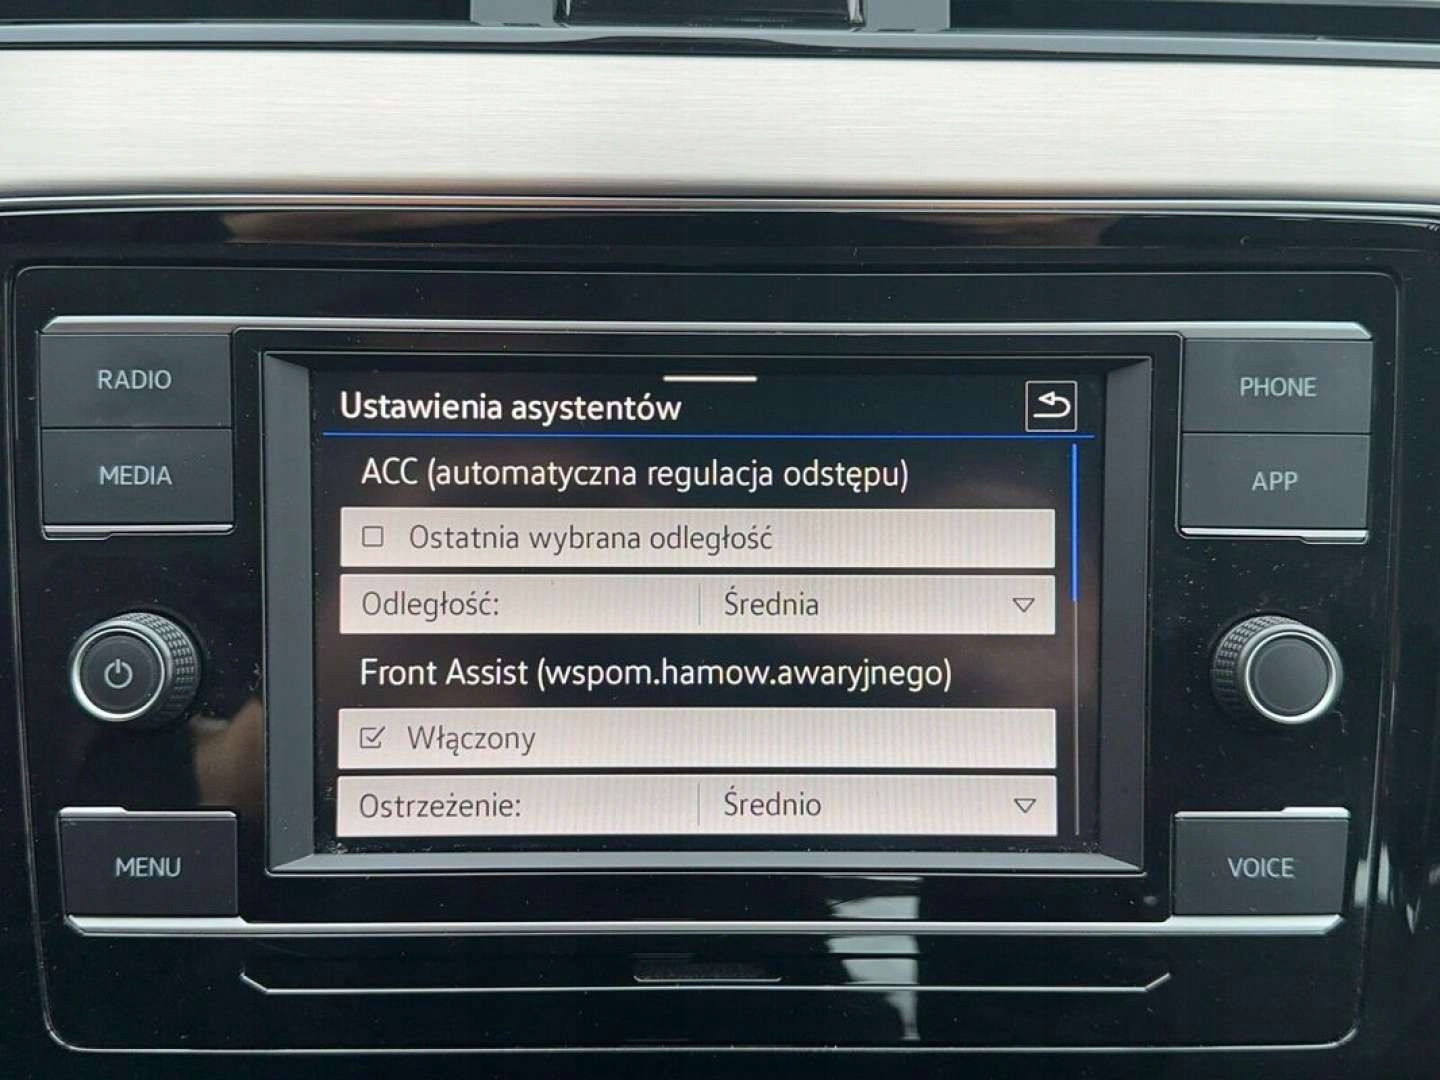 RADIO
MEDIA
MENU
Ustawienia asystentów
ACC (automatyczna regulacja odstępu)
Ostatnia wybrana odległość
Odległość: Średnia
Front Assist (wspom.hamow.awaryjnego)
Włączony
Ostrzeżenie: Średnio
PHONE
APP
VOICE